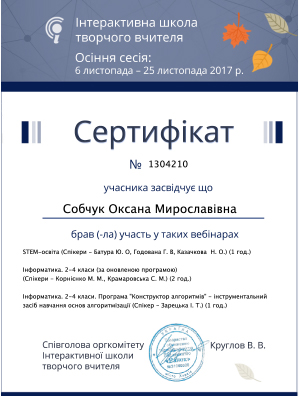 Інтерактивна школа
творчого вчителя
Осіння сесія:
6 листопада – 25 листопада 2017 р.
Сертифікат
№ 1304210
учасника засвідчує що
Собчук Оксана Мирославівна
брав (-ла) участь у таких вебінарах
STEM-освіта (Спікери - Батура Ю. О, Годована Г. В, Казачкова Н. О.) (1 год.)
Інформатика. 2-4 класи (за оновленою програмою)
(Спікери - Корнієнко М. М., Крамаровська С. М.) (2 год.)
Інформатика. 2-4 класи. Програма "Конструктор алгоритмів" - інструментальний
засіб навчання основ алгоритмізації (Спікер - Зарецька І. Т.) (1 год.)
Співголова оргкомітету
Інтерактивної школи
творчого вчителя
Круглов В. В.